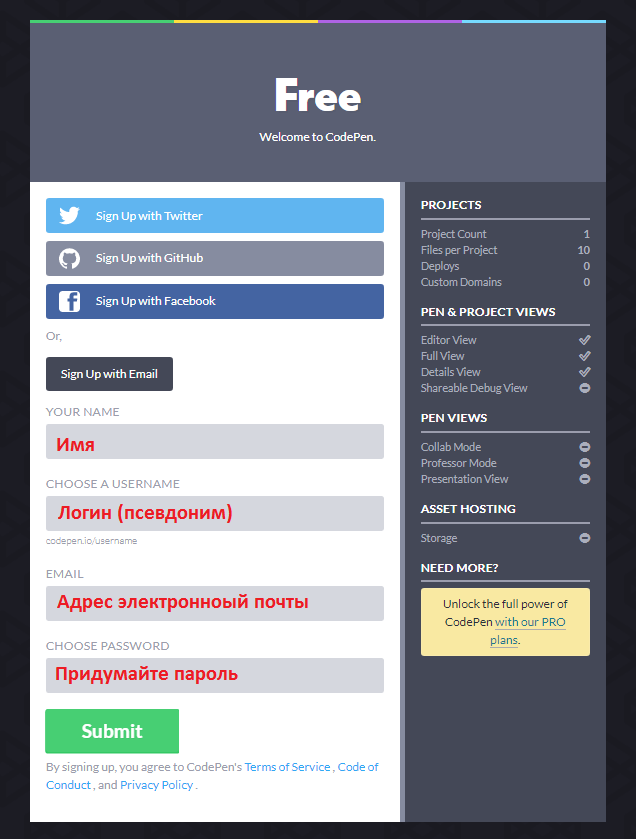 Free
Welcome to CodePen.
Sign Up with Twitter
Sign Up with GitHub
Sign Up with Facebook
Or,
Sign Up with Email
YOUR NAME
Имя
CHOOSE A USERNAME
Логин (псевдоним)
codepen.io/username
EMAIL
Адрес электронноый почты
CHOOSE PASSWORD
Придумайте пароль
Submit
By signing up, you agree to CodePen's Terms of Service , Code of
Conduct , and Privacy Policy .
PROJECTS
Project Count 1
Files per Project 10
Deploys 0
Custom Domains 0
PEN & PROJECT VIEWS
Editor View
Full View
Details View
Shareable Debug View
PEN VIEWS
Collab Mode
Professor Mode
Presentation View
ASSET HOSTING
Storage
NEED MORE?
Unlock the full power of
CodePen with our PRO
plans.